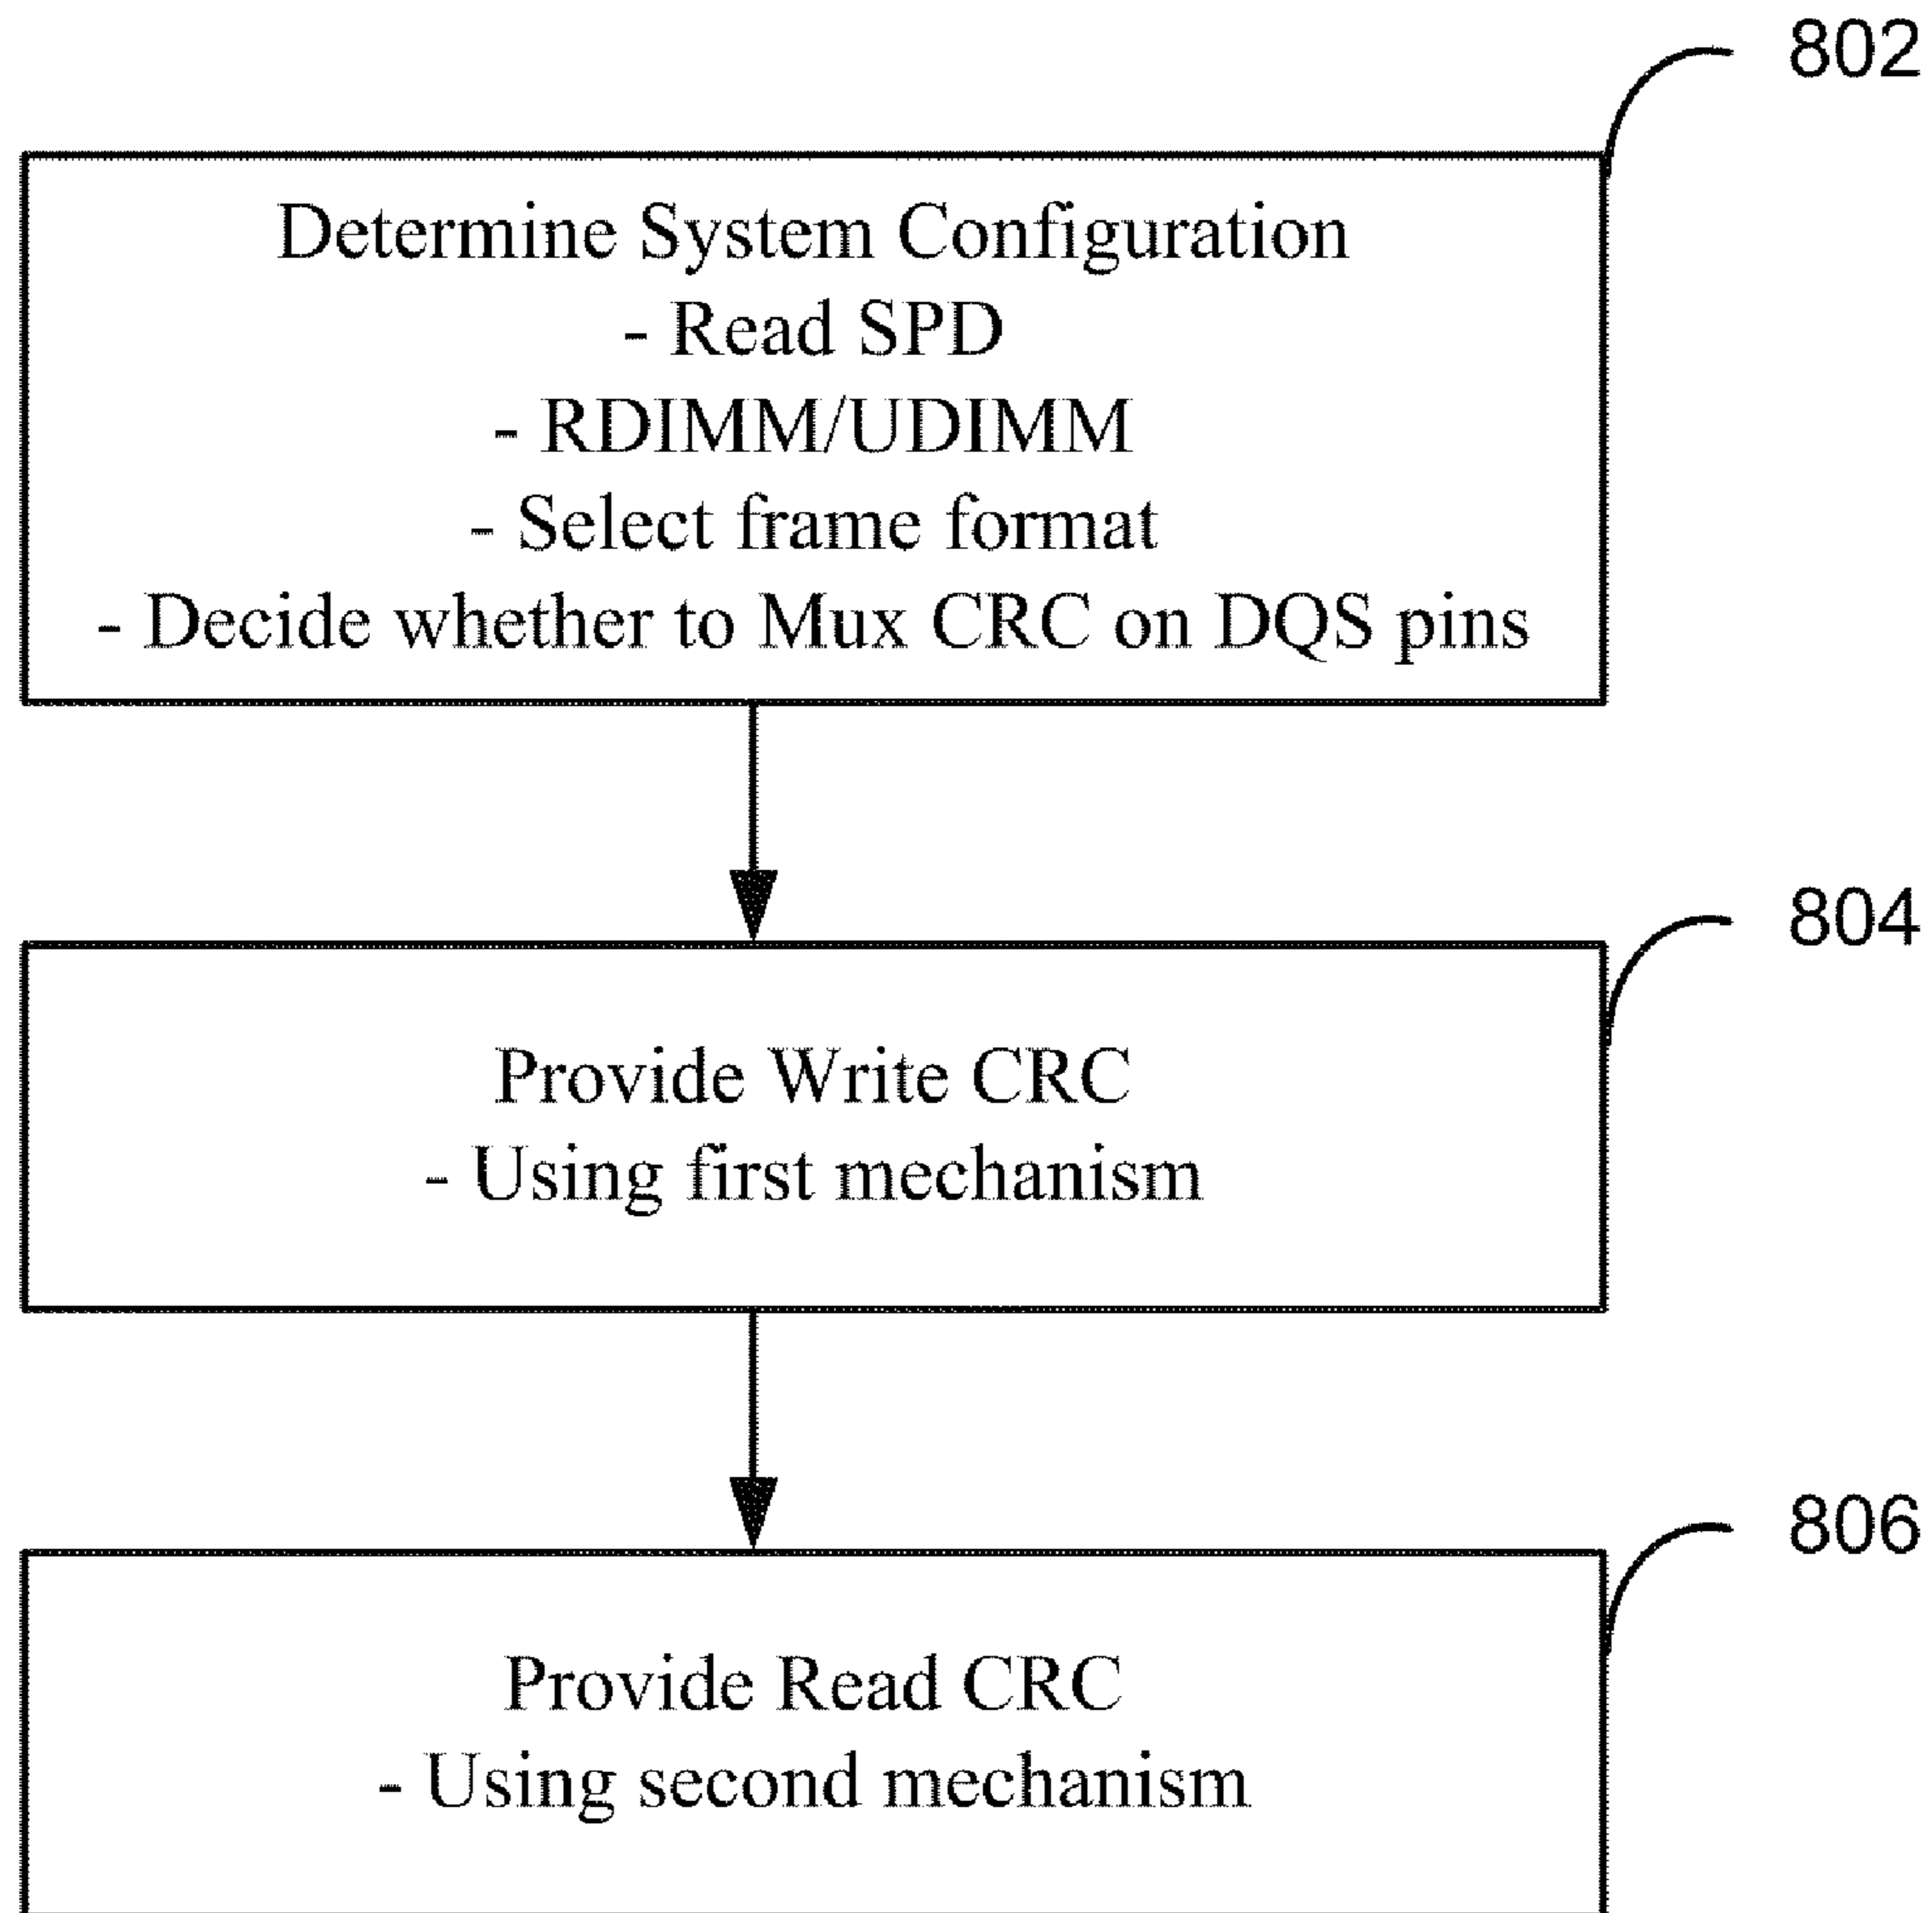 802
Determine System Configuration
- Read SPD
- RDIMM/UDIMM
- Select frame format
- Decide whether to Mux CRC on DQS pins
804
Provide Write CRC
- Using first mechanism
806
Provide Read CRC
- Using second mechanism